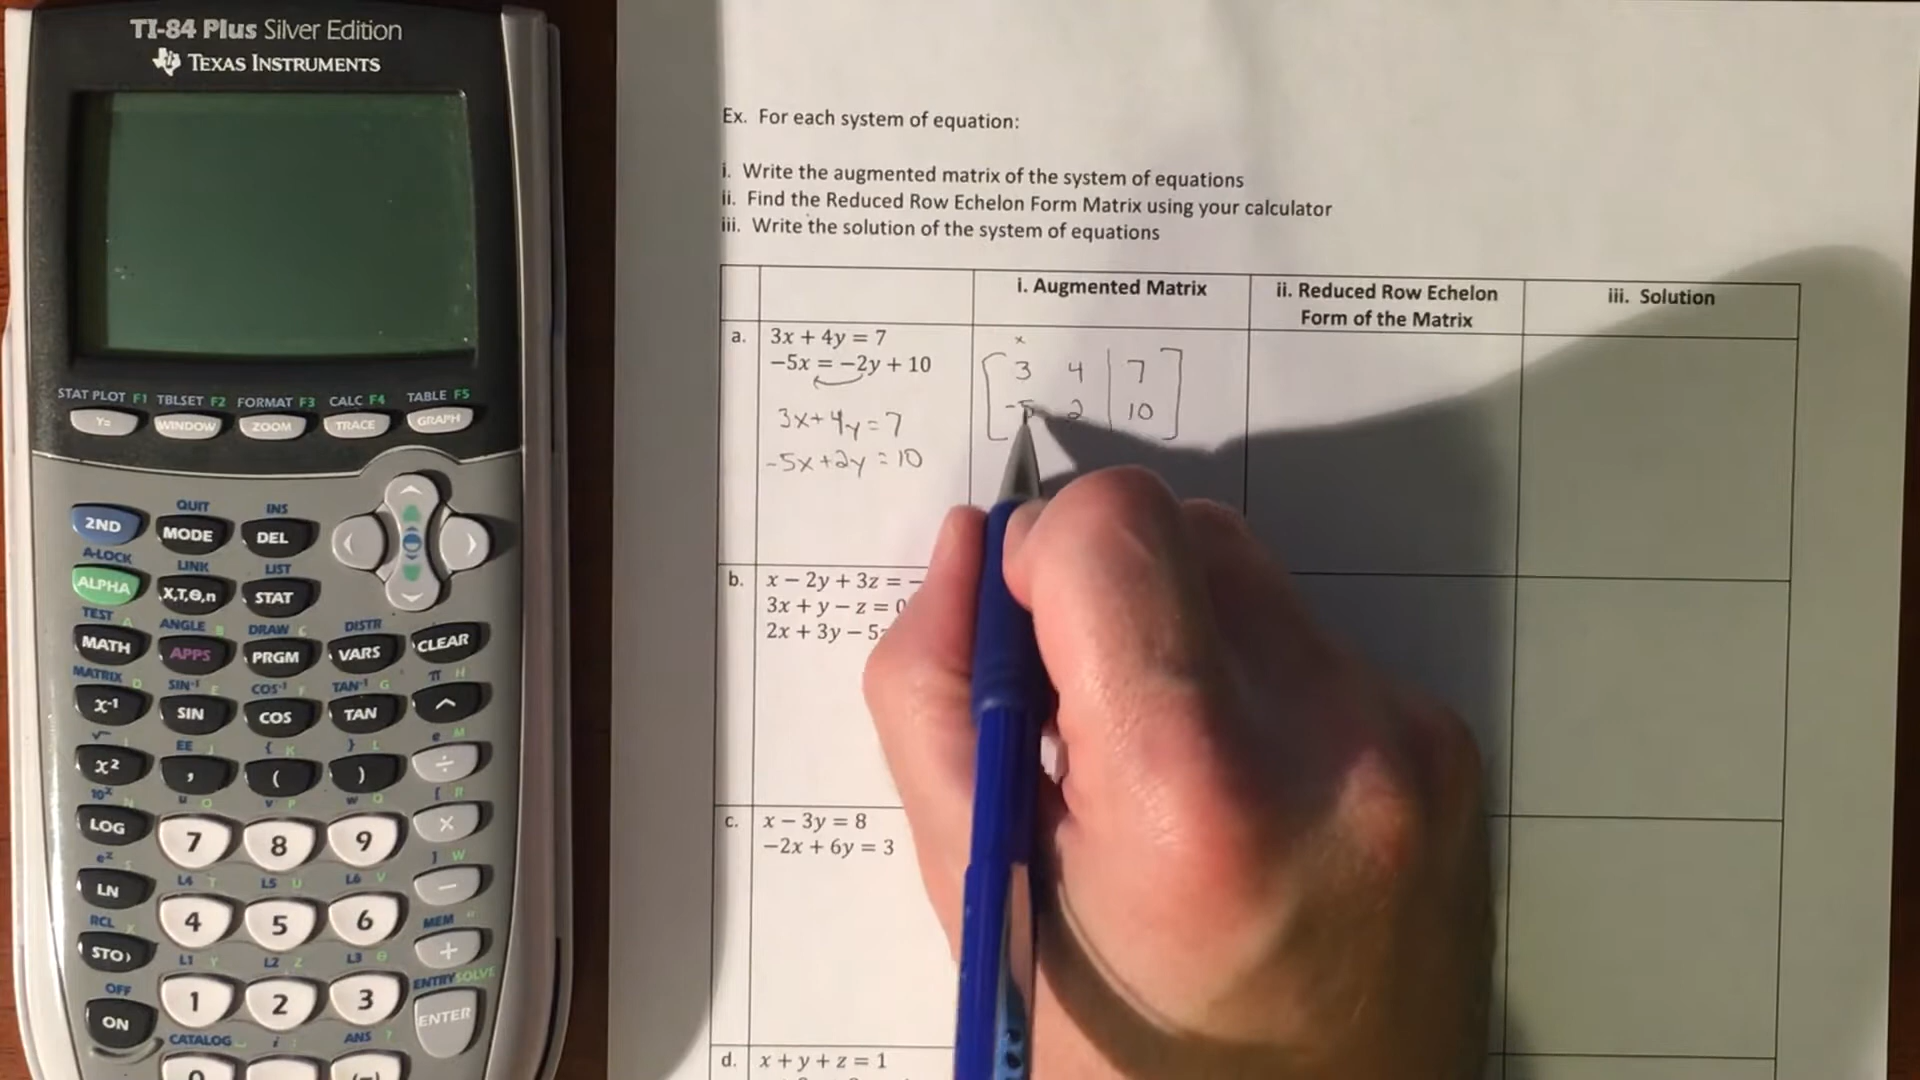 TI-84 Plus Silver Edition
TEXAS INSTRUMENTS
STAT PLOT F1 TBLSET F2 FORMAT F3 CALC F4 TABLE F5
Y= WINDOW ZOOM TRACE GRAPH
QUIT INS
2ND MODE DEL
A-LOCK LINK LIST
ALPHA X,T,Θ,n STAT
TEST A ANGLE B DRAW C DISTR
MATH APPS PRGM VARS CLEAR
MATRIX D SIN-1 E COS-1 F TAN-1 G π H
x-1 SIN COS TAN ^
√ I EE J { K } L e M
x² , ( ) ÷
10ˣ N u O v P w Q [ R
LOG 7 8 9 ×
eˣ S L4 T L5 U L6 V ] W
LN 4 5 6 −
RCL X L1 Y L2 Z L3 θ MEM "
STO› 1 2 3 +
OFF CATALOG i : ANS ? ENTRY SOLVE
ON 0 (−) ENTER
Ex. For each system of equation:
i. Write the augmented matrix of the system of equations
ii. Find the Reduced Row Echelon Form Matrix using your calculator
iii. Write the solution of the system of equations
i. Augmented Matrix
ii. Reduced Row Echelon
Form of the Matrix
iii. Solution
a. 3x + 4y = 7
−5x = −2y + 10
3x+4y=7
-5x+2y=10
x
3 4 7
-5 2 10
b. x − 2y + 3z = −
3x + y − z = 0
2x + 3y − 5
c. x − 3y = 8
−2x + 6y = 3
d. x + y + z = 1